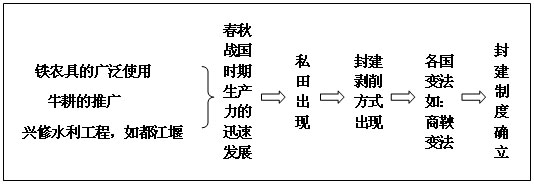 铁农具的广泛使用
牛耕的推广
兴修水利工程，如都江堰
春秋
战国
时期
生产
力的
迅速
发展
私
田
出
现
封建
剥削
方式
出现
各国
变法
如：
商鞅
变法
封
建
制
度
确
立